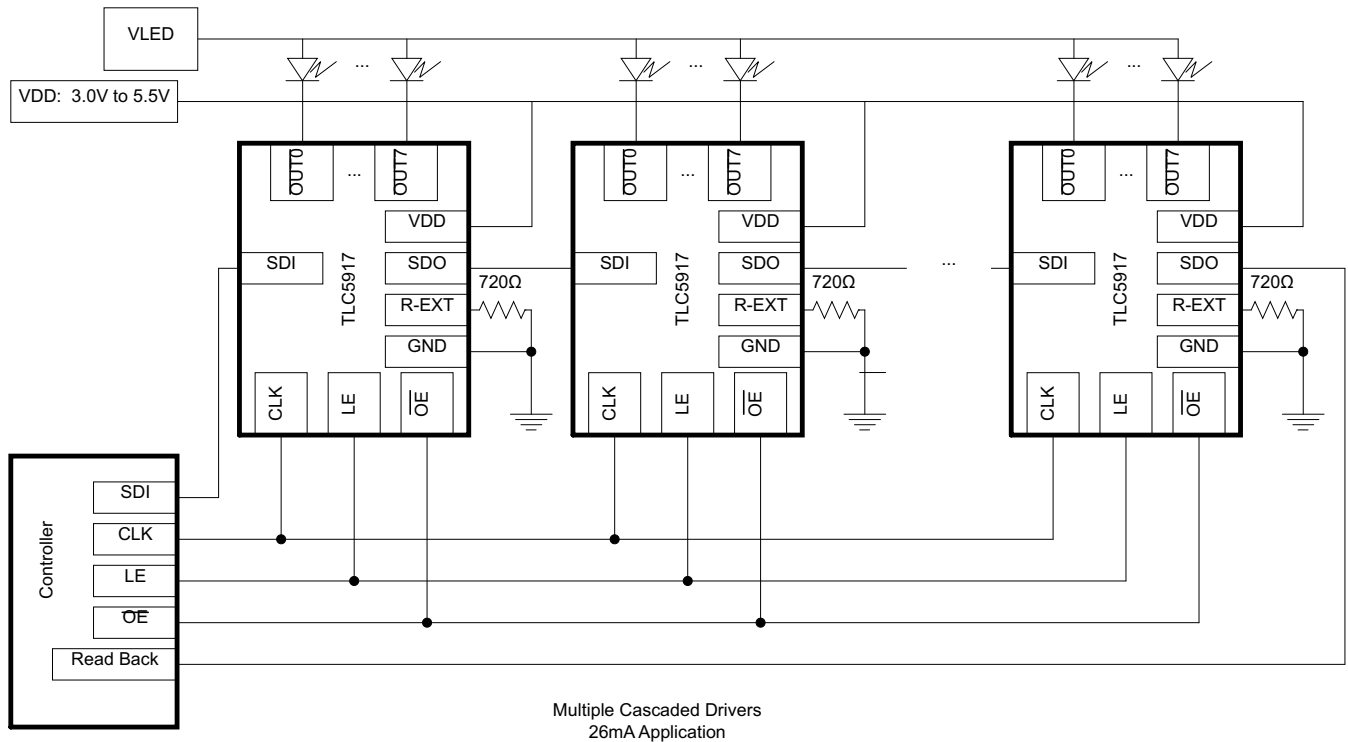 VLED
... ... ...
VDD: 3.0V to 5.5V
OUT0 ... OUT7
VDD
SDI
SDO
TLC5917
720Ω
R-EXT
GND
CLK
LE
OE
OUT0 ... OUT7
VDD
SDI
SDO
TLC5917
720Ω
R-EXT
GND
CLK
LE
OE
...
OUT0 ... OUT7
VDD
SDI
SDO
TLC5917
720Ω
R-EXT
GND
CLK
LE
OE
Controller
SDI
CLK
LE
OE
Read Back
Multiple Cascaded Drivers
26mA Application